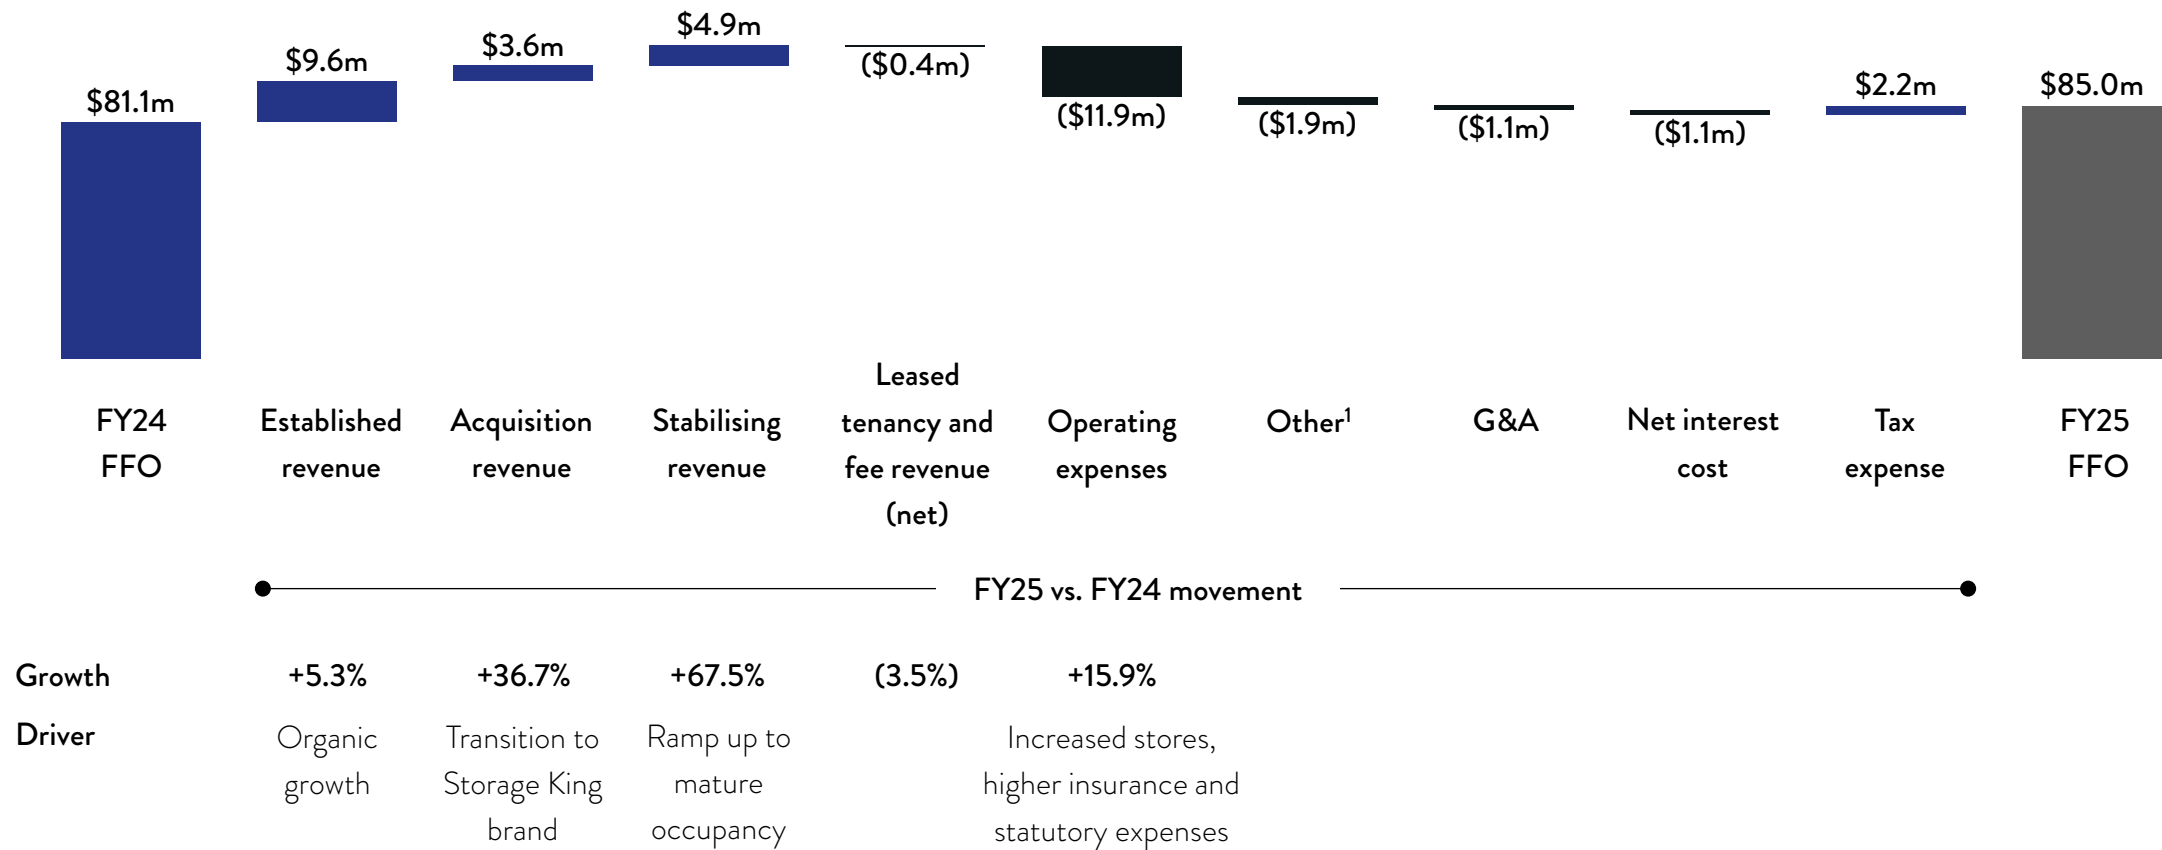 $81.1m
$9.6m
$3.6m
$4.9m
($0.4m)
($11.9m)
($1.9m)
($1.1m)
($1.1m)
$2.2m
$85.0m
FY24
FFO
Established
revenue
Acquisition
revenue
Stabilising
revenue
Leased
tenancy and
fee revenue
(net)
Operating
expenses
Other¹
G&A
Net interest
cost
Tax
expense
FY25
FFO
FY25 vs. FY24 movement
Growth
+5.3%
+36.7%
+67.5%
(3.5%)
+15.9%
Driver
Organic
growth
Transition to
Storage King
brand
Ramp up to
mature
occupancy
Increased stores,
higher insurance and
statutory expenses